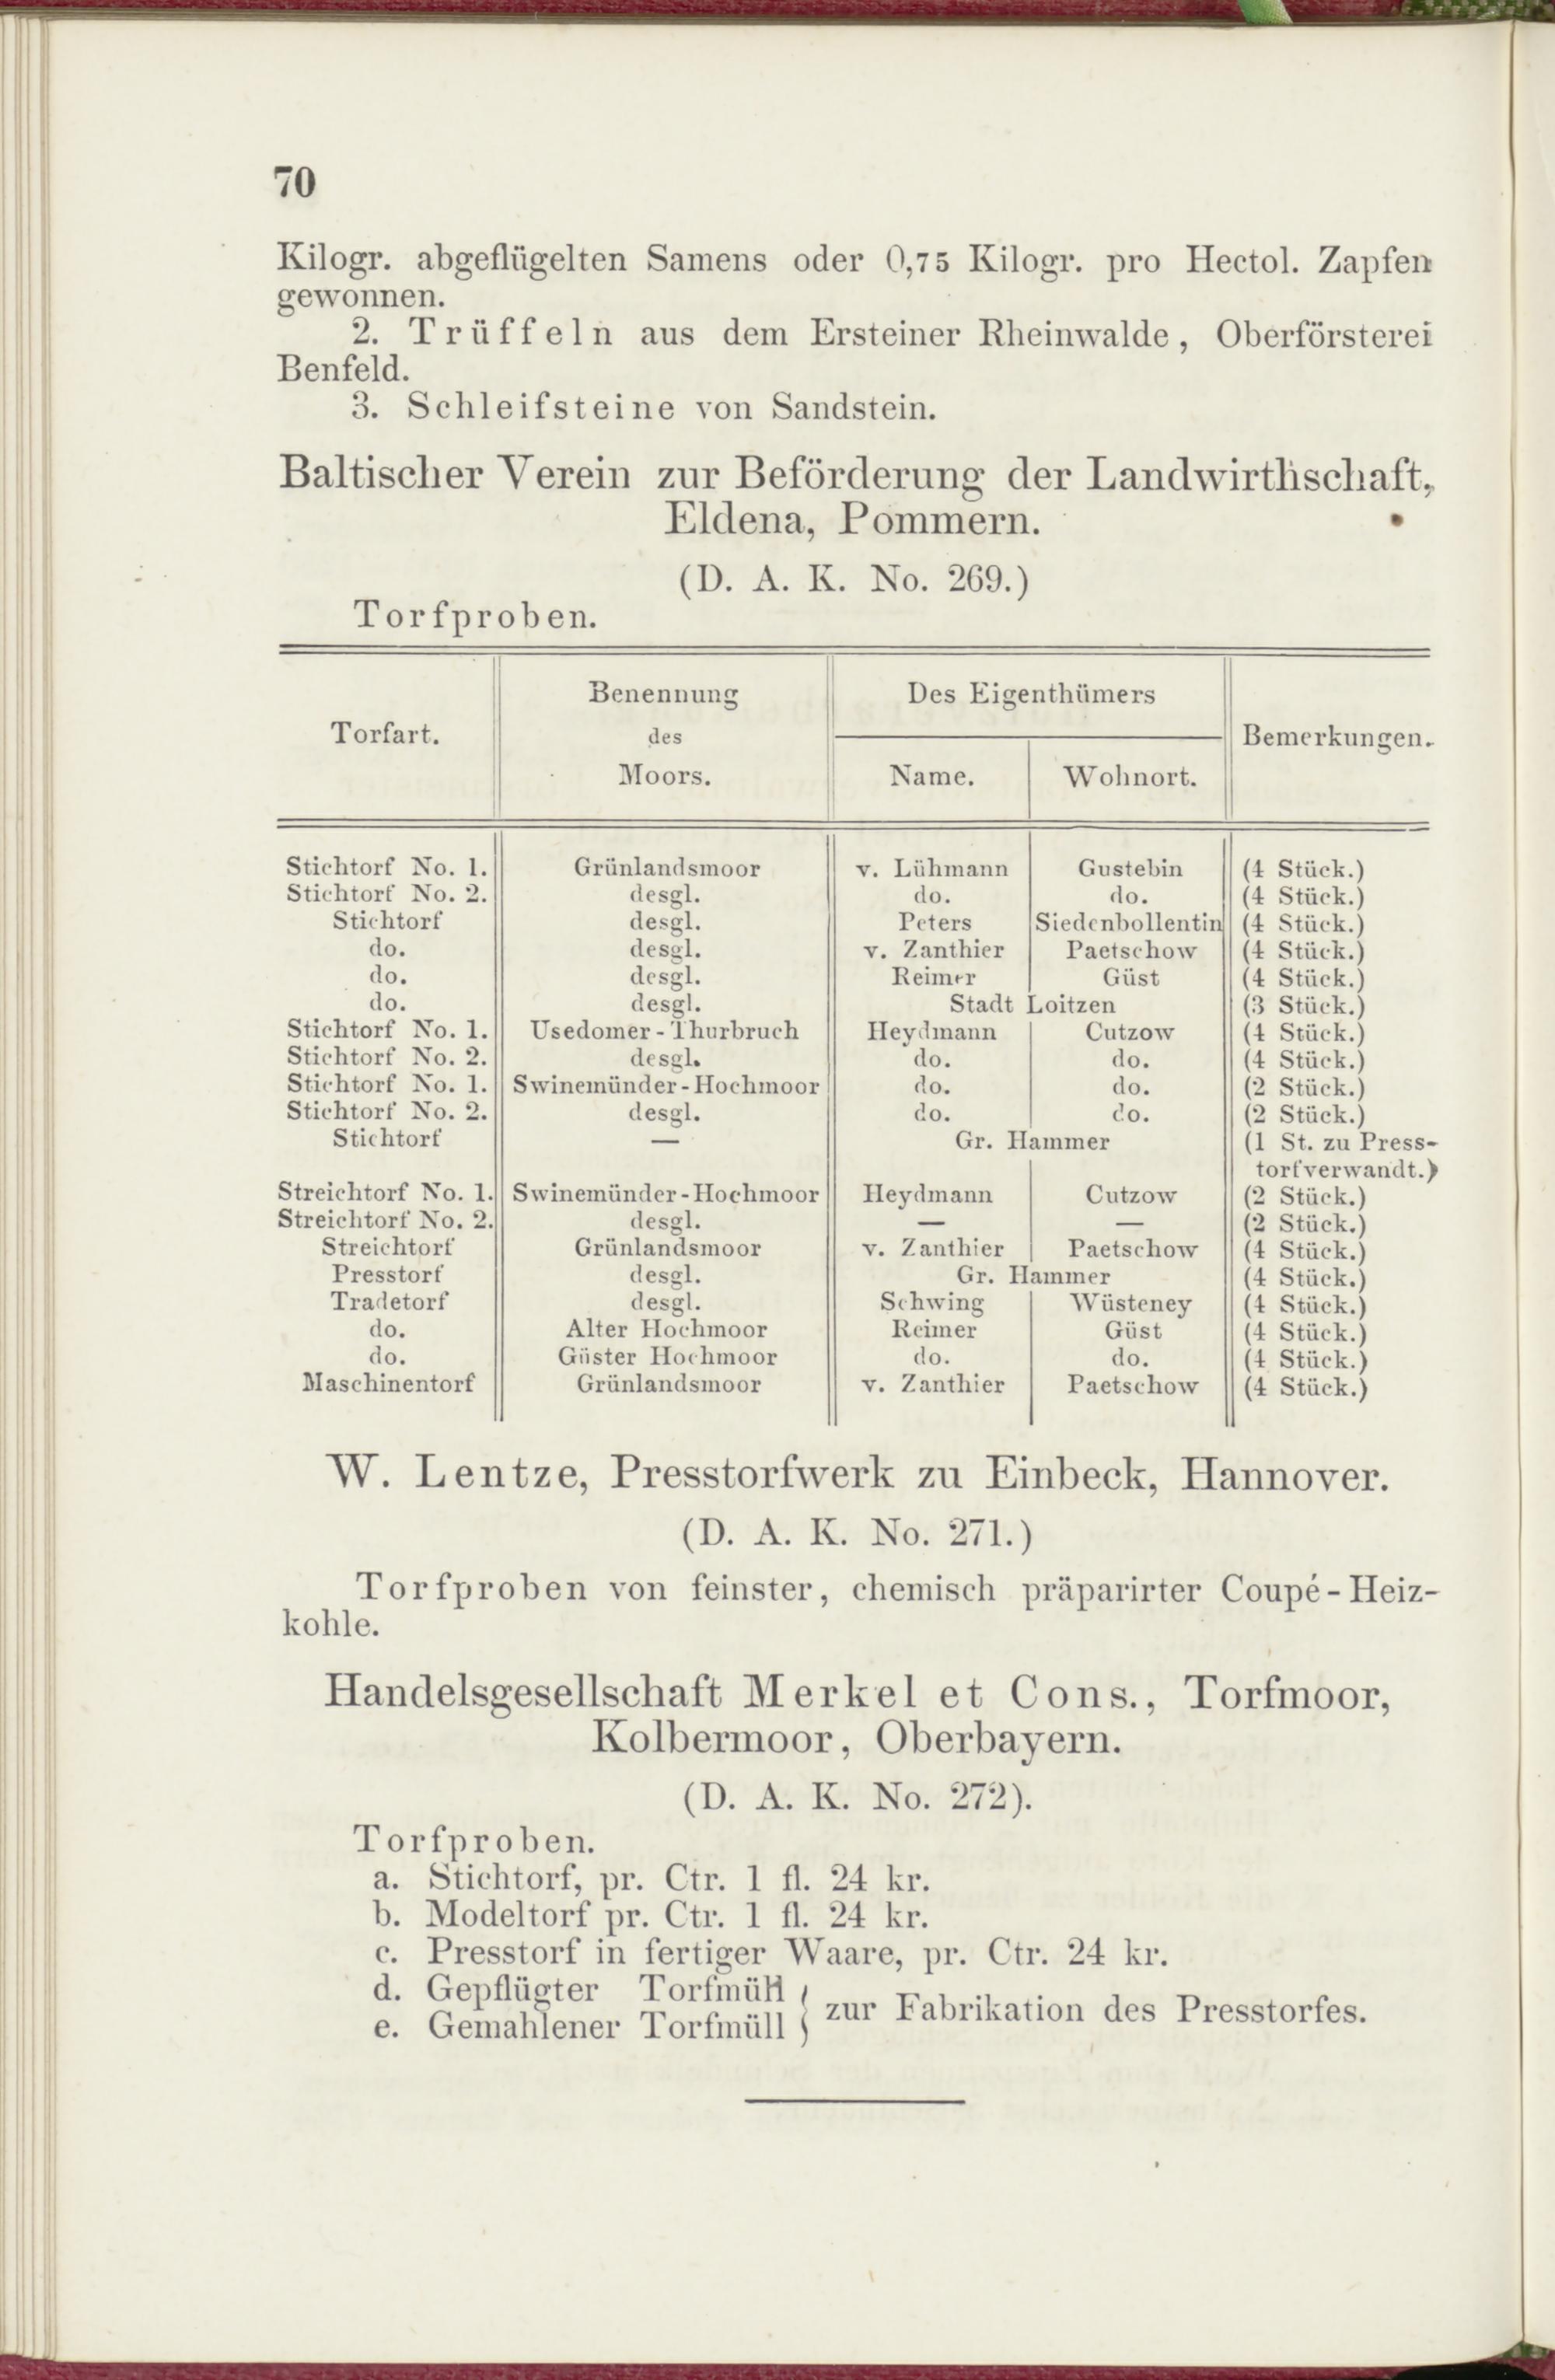 70
Kilogr. abgeflügelten Samens oder 0,75 Kilogr. pro Hectol. Zapfen
gewonnen.
2. Trüffeln aus dem Ersteiner Rheinwalde, Oberförsterei
Benfeld.
3. Schleifsteine von Sandstein.
Baltischer Verein zur Beförderung der Landwirthschaft,
Eldena, Pommern.
(D. A. K. No. 269.)
Torfproben.
Torfart. Benennung des Moors. Des Eigenthümers Name. Wohnort. Bemerkungen.
Stichtorf No. 1. Grünlandsmoor v. Lühmann Gustebin (4 Stück.)
Stichtorf No. 2. desgl. do. do. (4 Stück.)
Stichtorf desgl. Peters Siedenbollentin (4 Stück.)
do. desgl. v. Zanthier Paetschow (4 Stück.)
do. desgl. Reimer Güst (4 Stück.)
do. desgl. Stadt Loitzen (3 Stück.)
Stichtorf No. 1. Usedomer-Thurbruch Heydmann Cutzow (4 Stück.)
Stichtorf No. 2. desgl. do. do. (4 Stück.)
Stichtorf No. 1. Swinemünder-Hochmoor do. do. (2 Stück.)
Stichtorf No. 2. desgl. do. do. (2 Stück.)
Stichtorf — Gr. Hammer (1 St. zu Press-
torfverwandt.)
Streichtorf No. 1. Swinemünder-Hochmoor Heydmann Cutzow (2 Stück.)
Streichtorf No. 2. desgl. — — (2 Stück.)
Streichtorf Grünlandsmoor v. Zanthier Paetschow (4 Stück.)
Presstorf desgl. Gr. Hammer (4 Stück.)
Tradetorf desgl. Schwing Wüsteney (4 Stück.)
do. Alter Hochmoor Reimer Güst (4 Stück.)
do. Güster Hochmoor do. do. (4 Stück.)
Maschinentorf Grünlandsmoor v. Zanthier Paetschow (4 Stück.)
W. Lentze, Presstorfwerk zu Einbeck, Hannover.
(D. A. K. No. 271.)
Torfproben von feinster, chemisch präparirter Coupé-Heiz-
kohle.
Handelsgesellschaft Merkel et Cons., Torfmoor,
Kolbermoor, Oberbayern.
(D. A. K. No. 272).
Torfproben.
a. Stichtorf, pr. Ctr. 1 fl. 24 kr.
b. Modeltorf pr. Ctr. 1 fl. 24 kr.
c. Presstorf in fertiger Waare, pr. Ctr. 24 kr.
d. Gepflügter Torfmüll
e. Gemahlener Torfmüll } zur Fabrikation des Presstorfes.